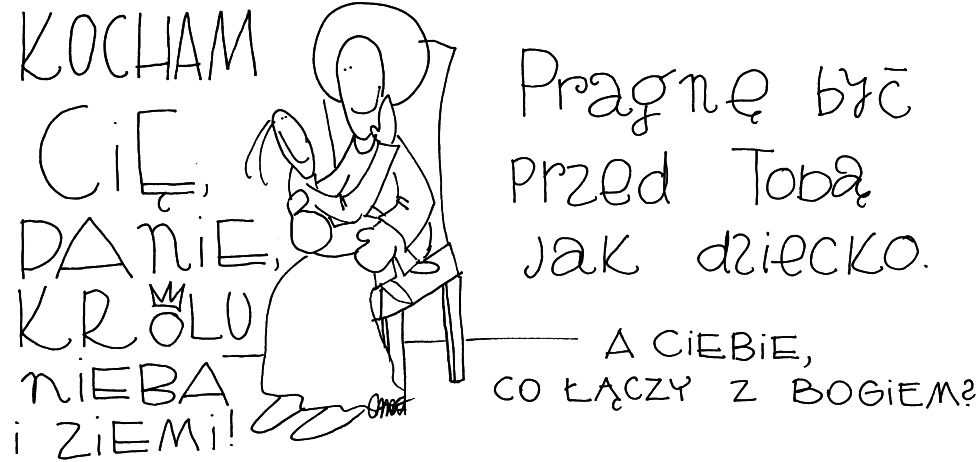 KOCHAM
CIĘ,
PANIE,
KRÓLU
NIEBA
I ZIEMI!
Pragnę być
przed Tobą
jak dziecko.
A CIEBIE,
CO ŁĄCZY Z BOGIEM?